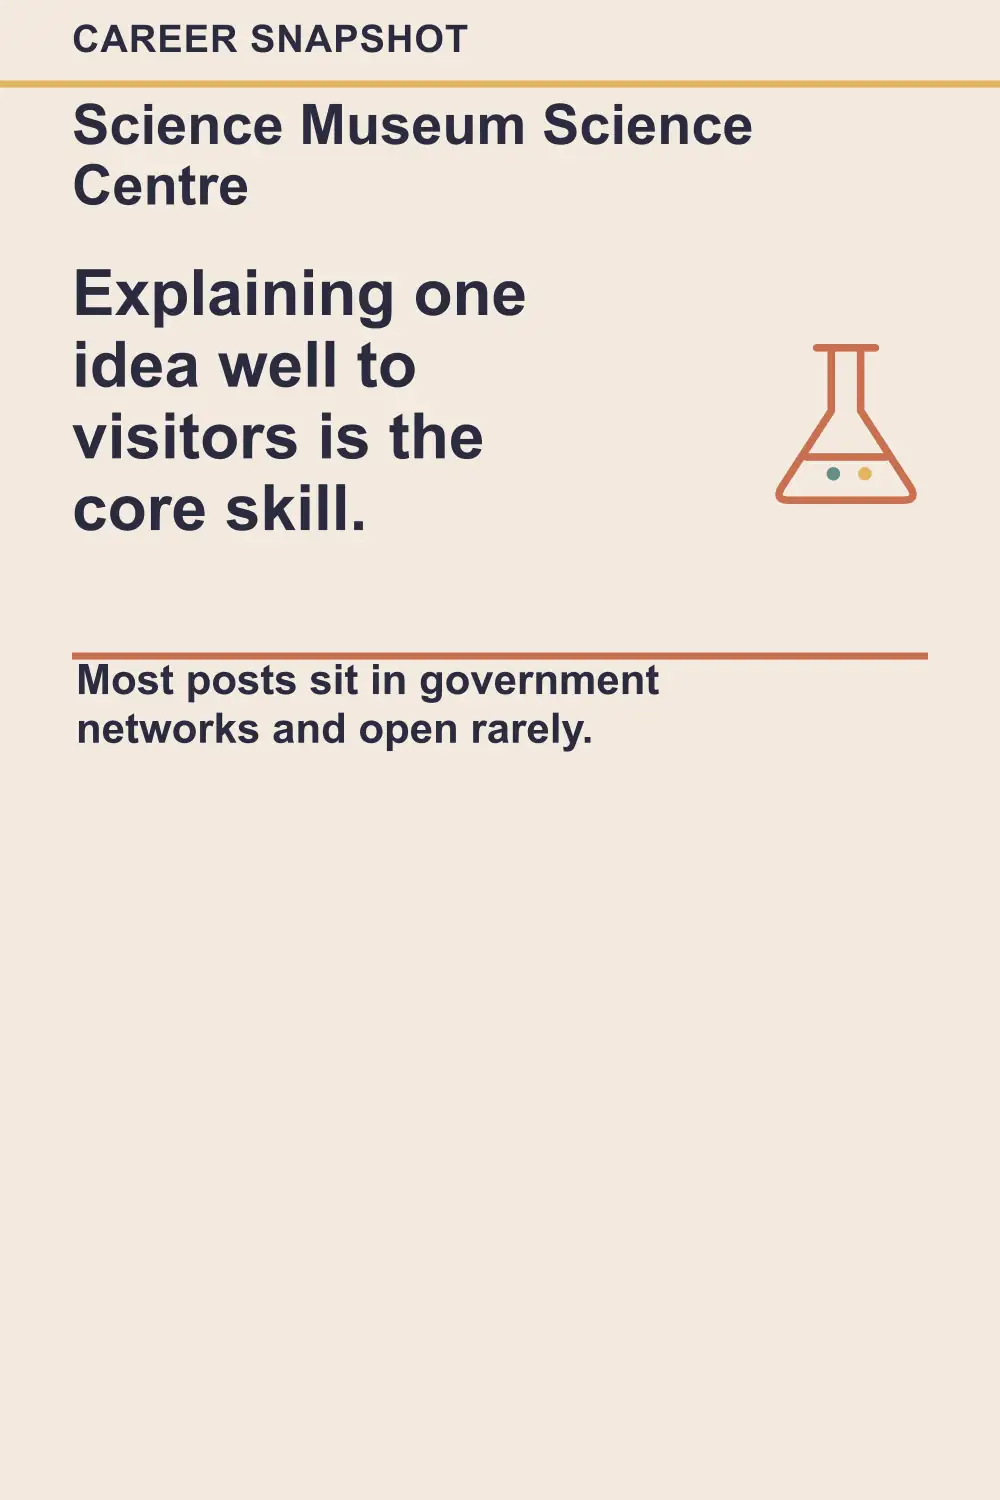 CAREER SNAPSHOT
Science Museum Science
Centre
Explaining one
idea well to
visitors is the
core skill.
Most posts sit in government
networks and open rarely.